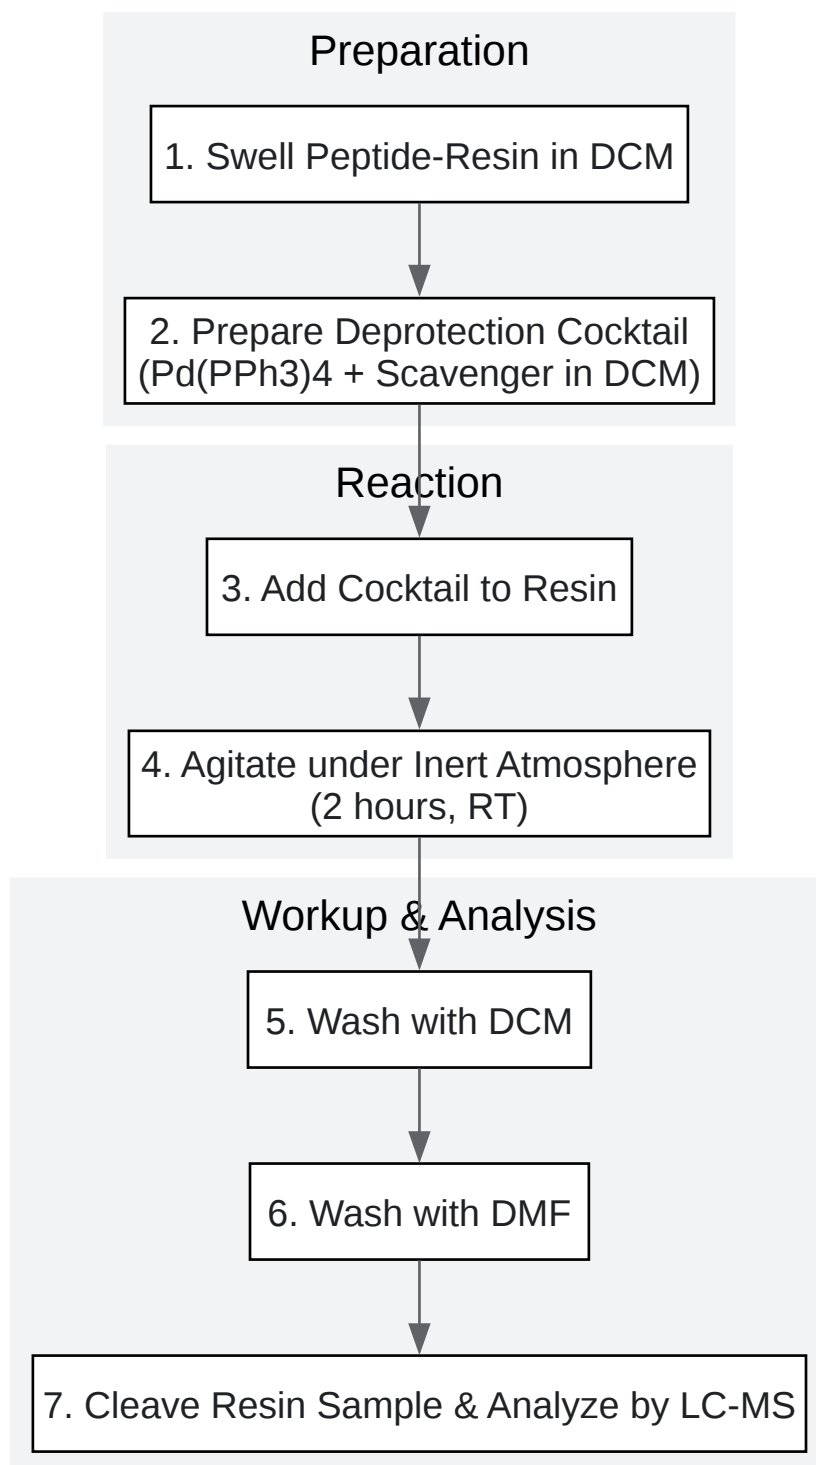 Preparation
1. Swell Peptide-Resin in DCM
2. Prepare Deprotection Cocktail
(Pd(PPh3)4 + Scavenger in DCM)
Reaction
3. Add Cocktail to Resin
4. Agitate under Inert Atmosphere
(2 hours, RT)
Workup & Analysis
5. Wash with DCM
6. Wash with DMF
7. Cleave Resin Sample & Analyze by LC-MS